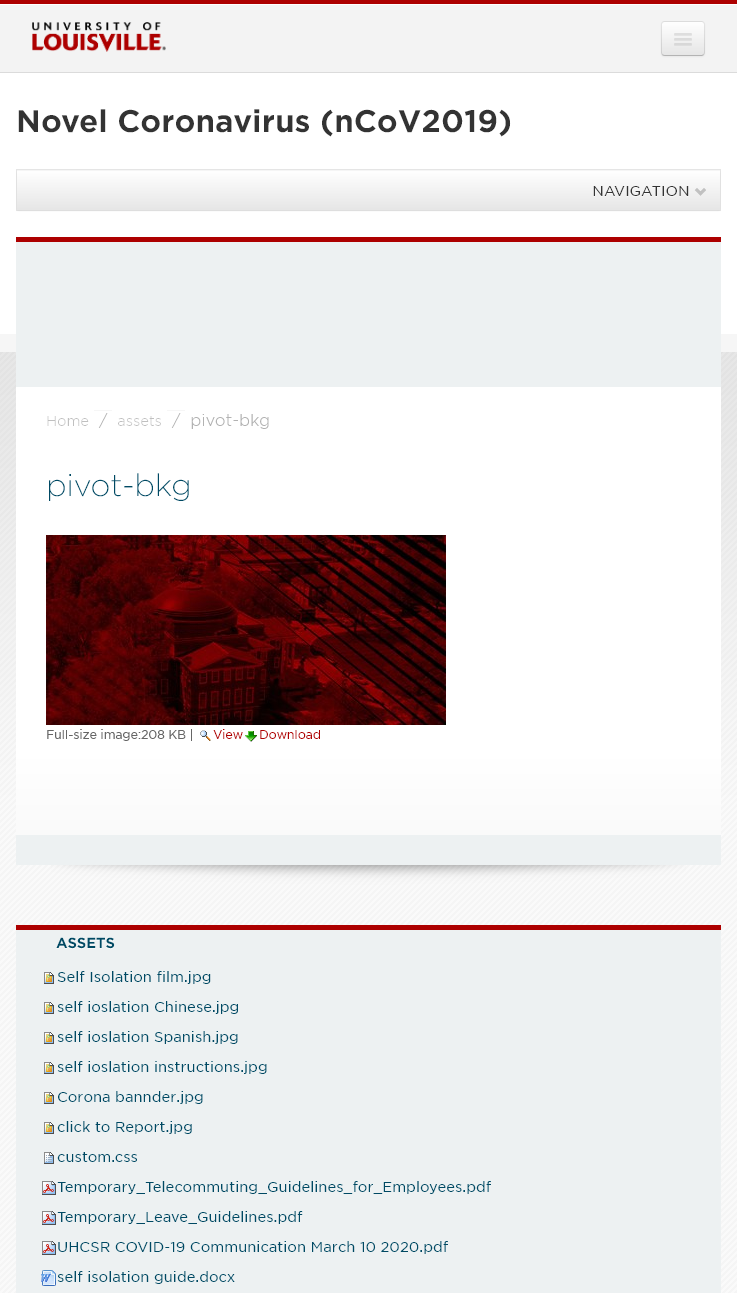 UNIVERSITY OF
LOUISVILLE.
Novel Coronavirus (nCoV2019)
NAVIGATION
Home / assets / pivot-bkg
pivot-bkg
Full-size image:208 KB | View Download
ASSETS
Self Isolation film.jpg
self ioslation Chinese.jpg
self ioslation Spanish.jpg
self ioslation instructions.jpg
Corona bannder.jpg
click to Report.jpg
custom.css
Temporary_Telecommuting_Guidelines_for_Employees.pdf
Temporary_Leave_Guidelines.pdf
UHCSR COVID-19 Communication March 10 2020.pdf
self isolation guide.docx